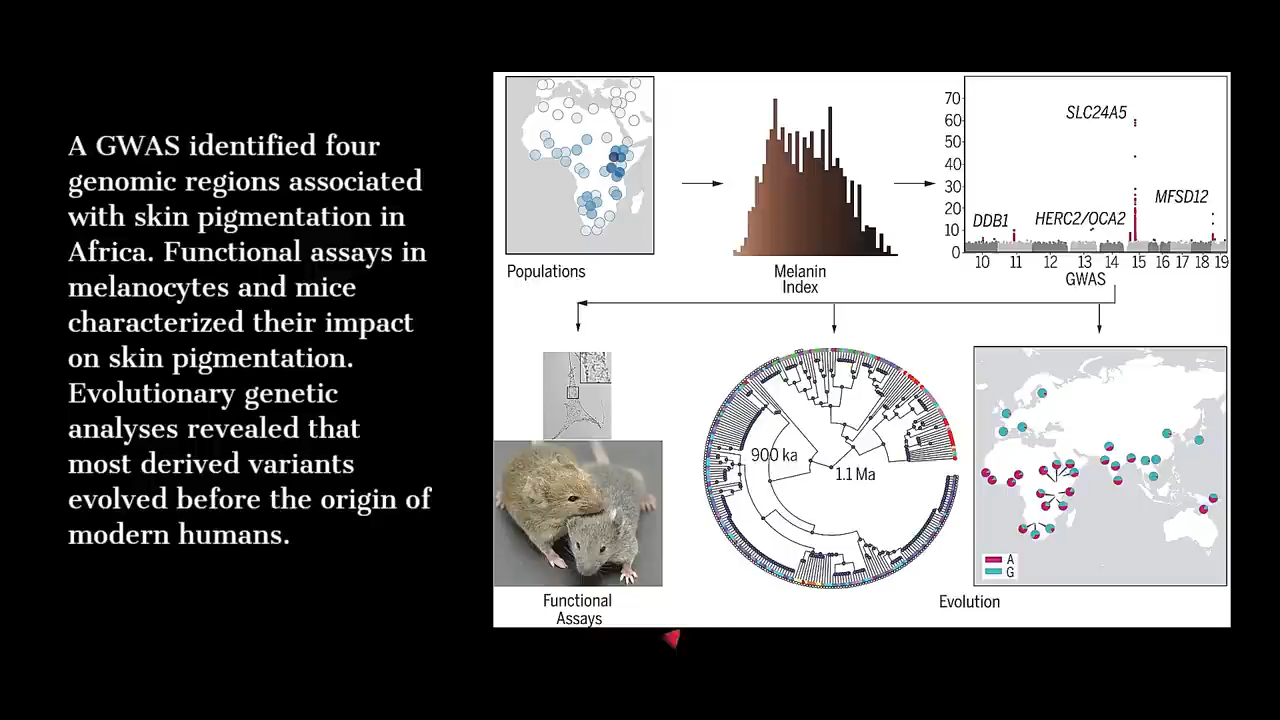 A GWAS identified four
genomic regions associated
with skin pigmentation in
Africa. Functional assays in
melanocytes and mice
characterized their impact
on skin pigmentation.
Evolutionary genetic
analyses revealed that
most derived variants
evolved before the origin of
modern humans.
Populations
Melanin
Index
70
60
50
40
30
20
10
0
SLC24A5
MFSD12
DDB1
HERC2/OCA2
10 11 12 13 14 15 16 17 18 19
GWAS
900 ka
1.1 Ma
A
G
Functional
Assays
Evolution